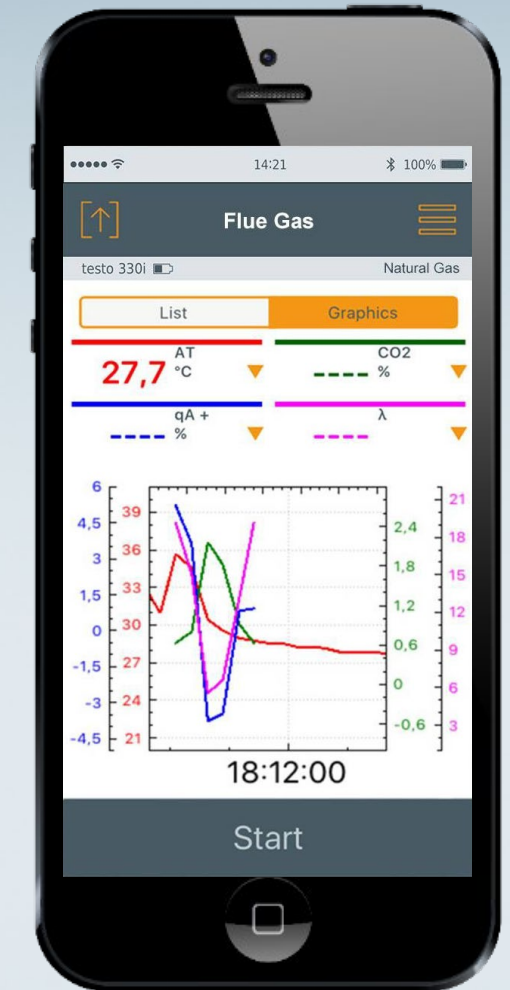 14:21 100%
Flue Gas
testo 330i Natural Gas
List Graphics
27,7 AT °C ---- CO2 %
---- qA + % ---- λ
6 39 21
4,5 36 2,4 18
3 33 1,8 15
1,5 30 1,2 12
0 27 0,6 9
-1,5 24 0 6
-3 21 -0,6 3
-4,5
18:12:00
Start